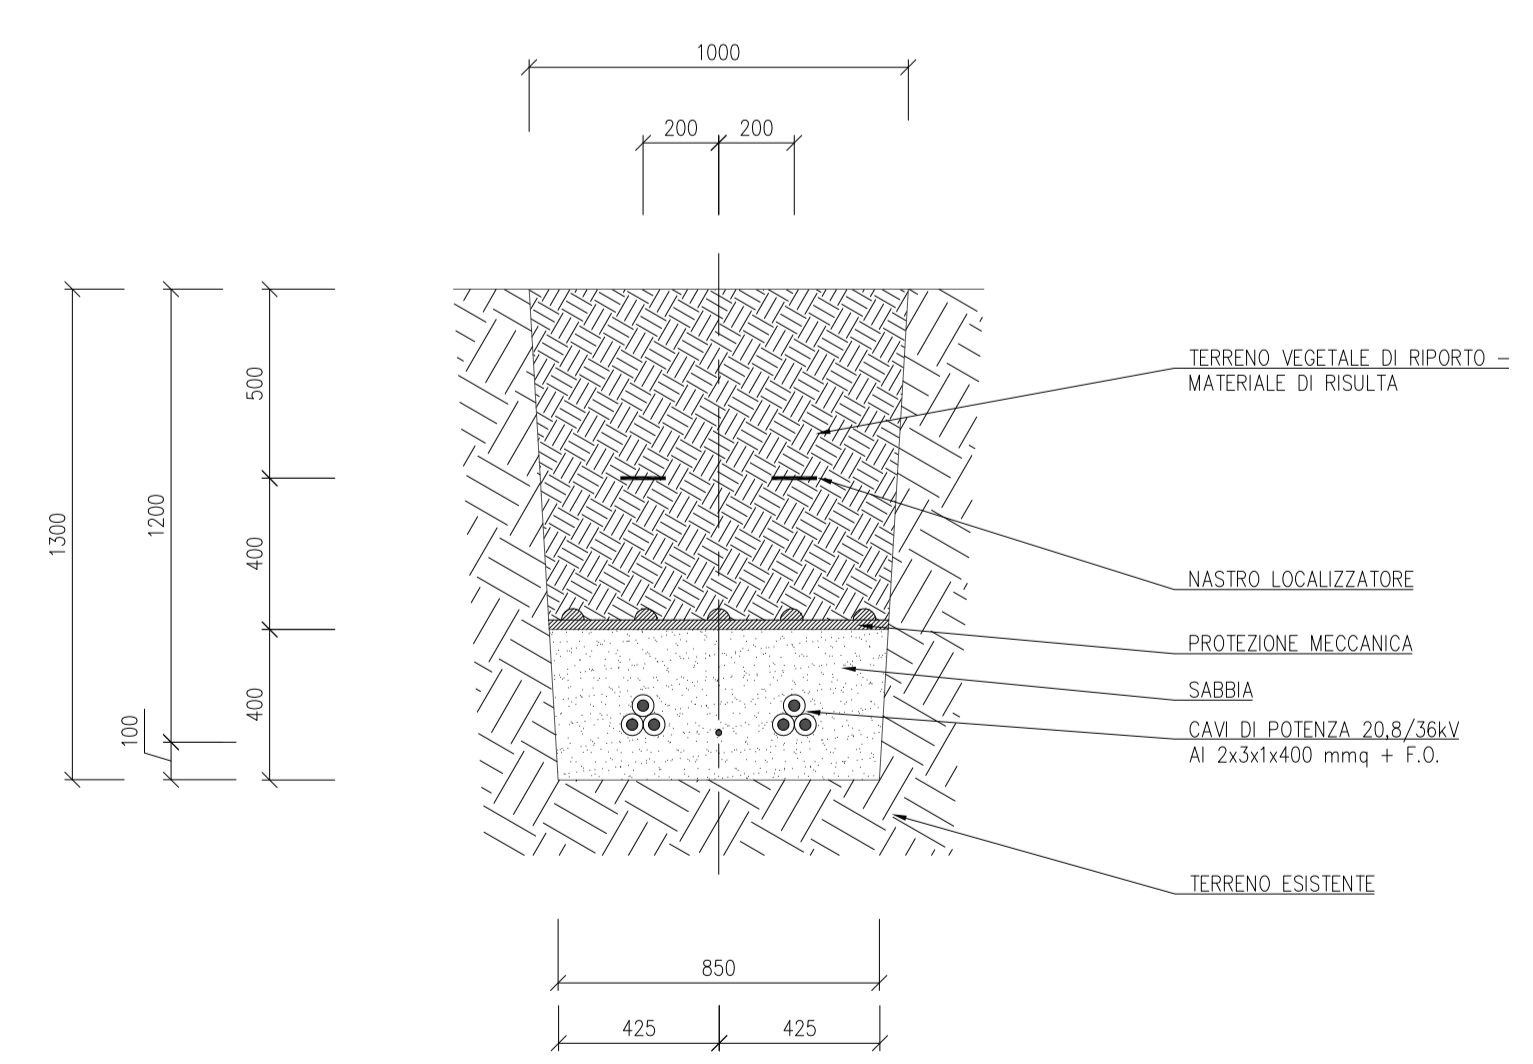 1000
200
200
1300
1200
100
500
400
400
TERRENO VEGETALE DI RIPORTO –
MATERIALE DI RISULTA
NASTRO LOCALIZZATORE
PROTEZIONE MECCANICA
SABBIA
CAVI DI POTENZA 20,8/36kV
Al 2x3x1x400 mmq + F.O.
TERRENO ESISTENTE
850
425
425